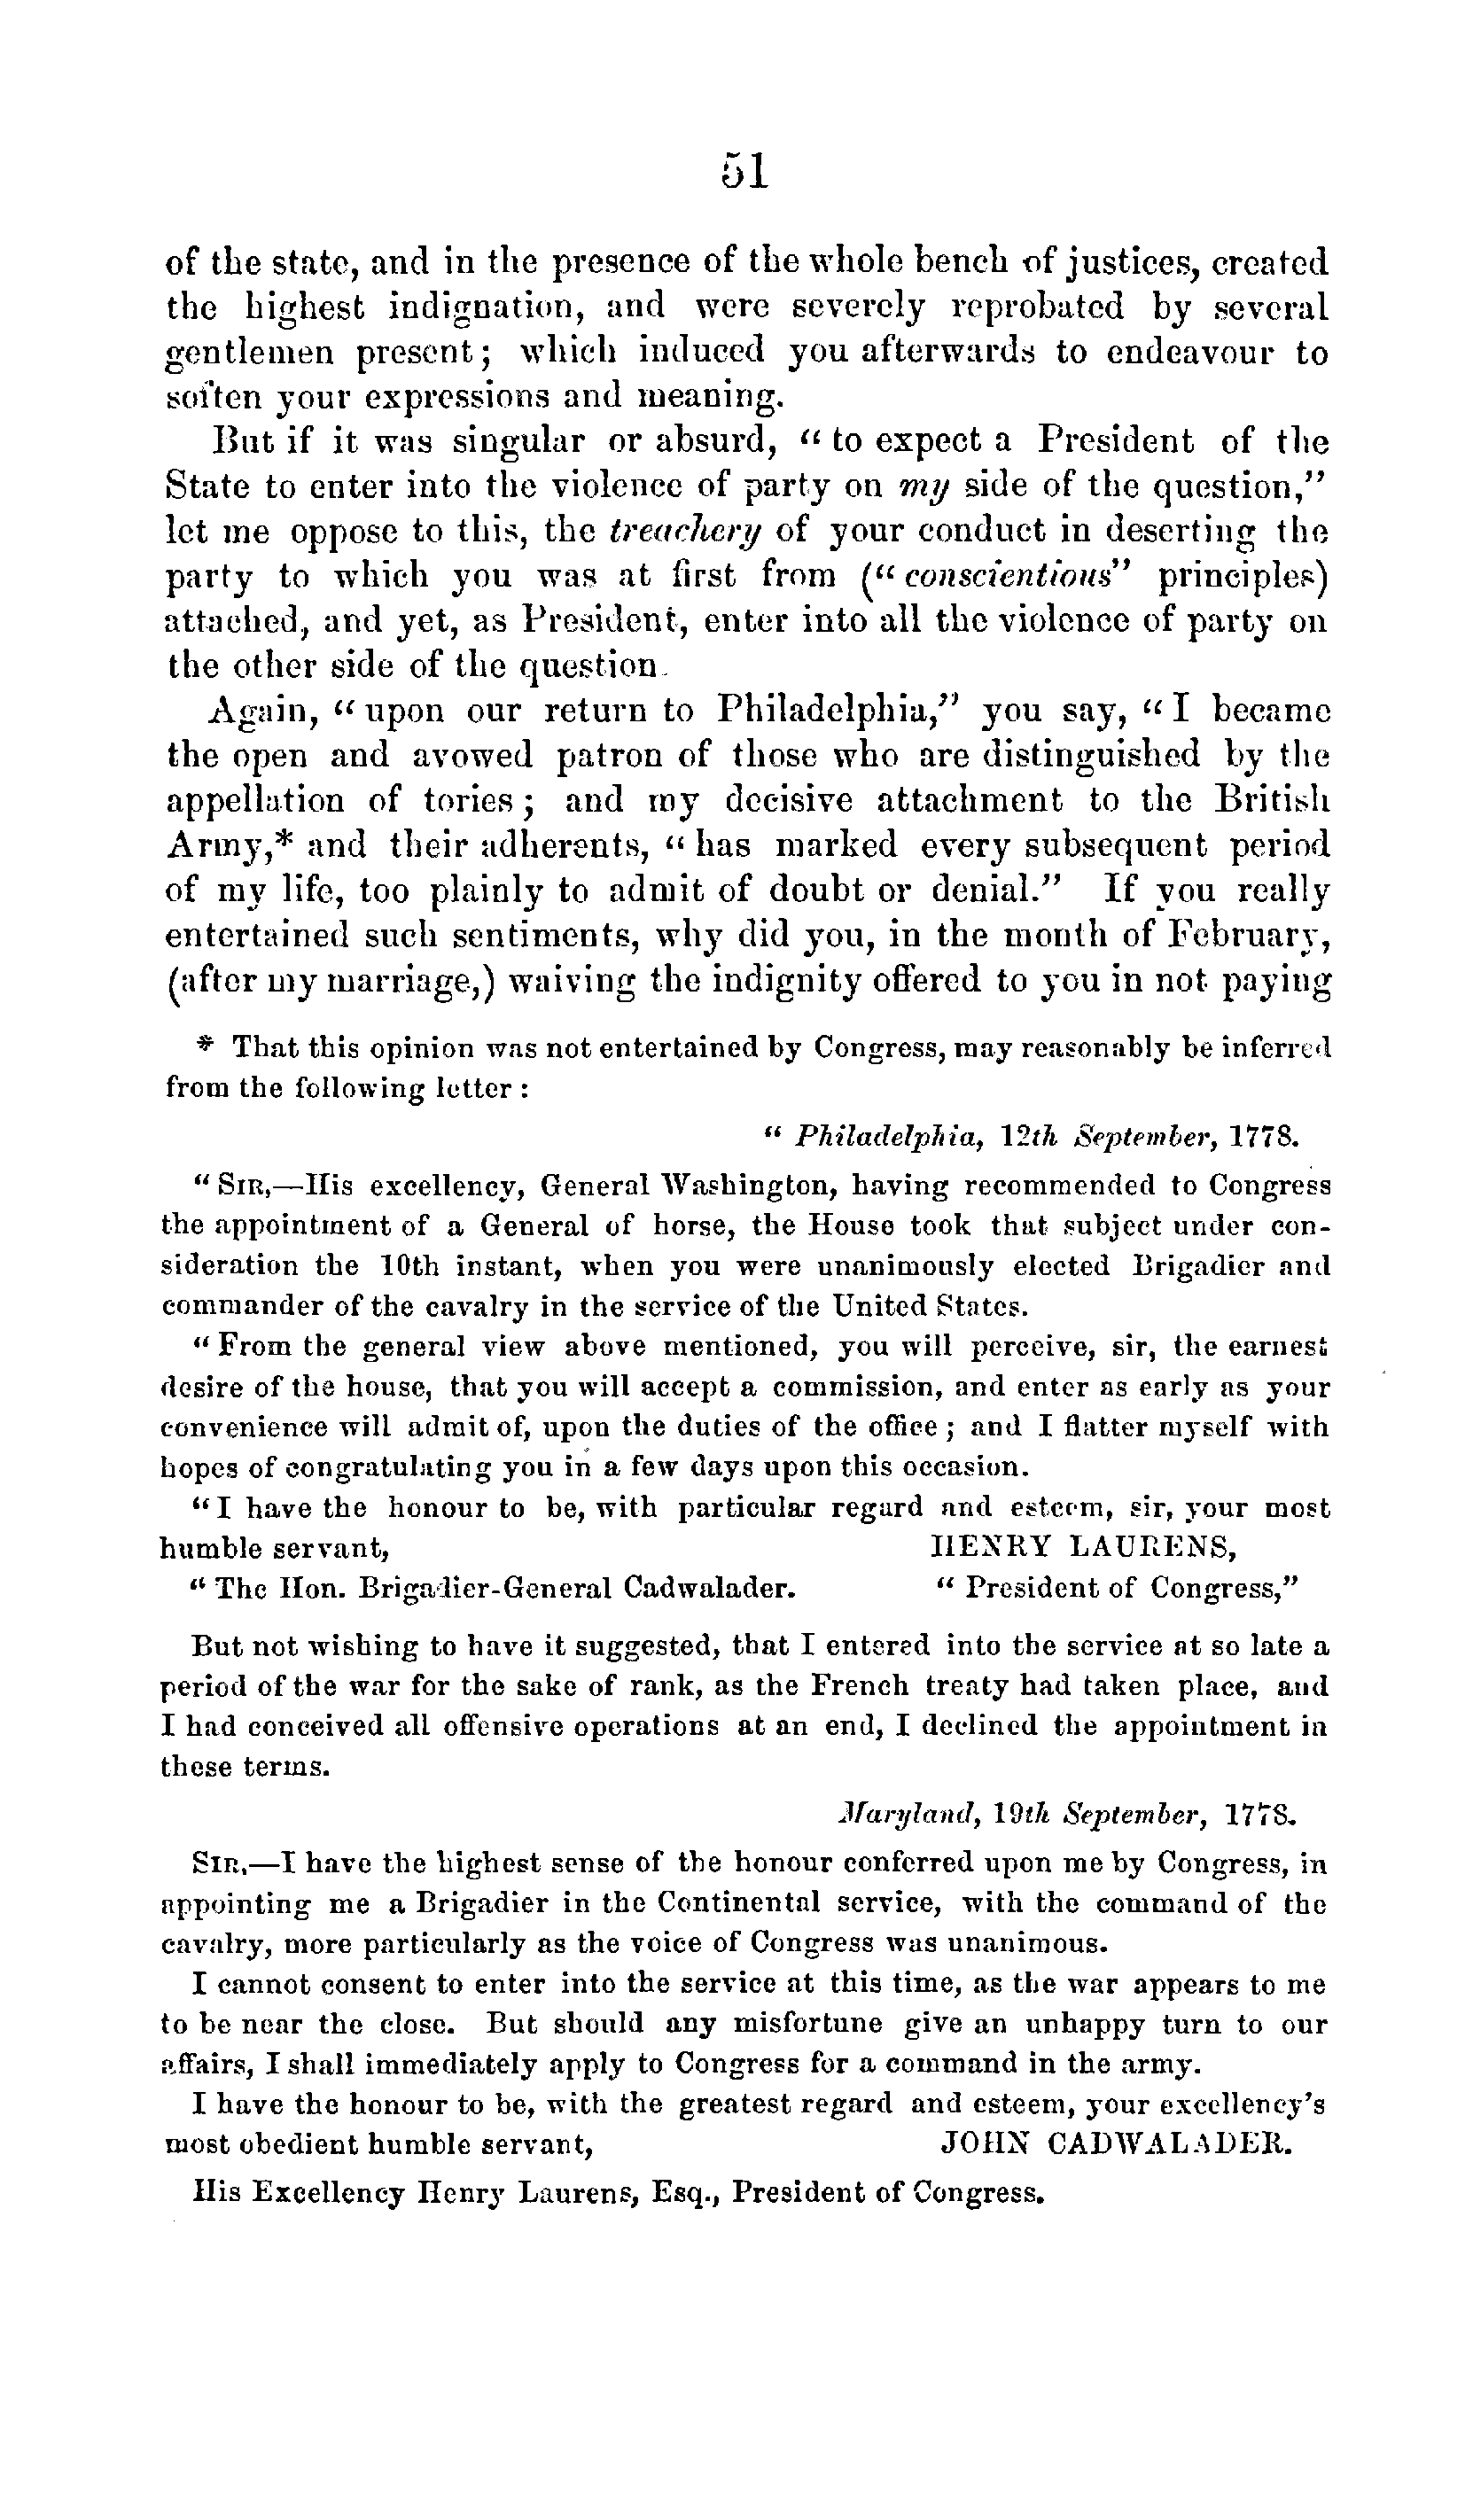 51
of the state, and in the presence of the whole bench of justices, created
the highest indignation, and were severely reprobated by several
gentlemen present; which induced you afterwards to endeavour to
soften your expressions and meaning.
But if it was singular or absurd, “ to expect a President of the
State to enter into the violence of party on my side of the question,”
let me oppose to this, the treachery of your conduct in deserting the
party to which you was at first from (“ conscientious” principles)
attached, and yet, as President, enter into all the violence of party on
the other side of the question.
Again, “ upon our return to Philadelphia,” you say, “ I became
the open and avowed patron of those who are distinguished by the
appellation of tories; and my decisive attachment to the British
Army,* and their adherents, “ has marked every subsequent period
of my life, too plainly to admit of doubt or denial.” If you really
entertained such sentiments, why did you, in the month of February,
(after my marriage,) waiving the indignity offered to you in not paying
* That this opinion was not entertained by Congress, may reasonably be inferred
from the following letter :
“ Philadelphia, 12th September, 1778.
“ SIR,—His excellency, General Washington, having recommended to Congress
the appointment of a General of horse, the House took that subject under con-
sideration the 10th instant, when you were unanimously elected Brigadier and
commander of the cavalry in the service of the United States.
“ From the general view above mentioned, you will perceive, sir, the earnest
desire of the house, that you will accept a commission, and enter as early as your
convenience will admit of, upon the duties of the office ; and I flatter myself with
hopes of congratulating you in a few days upon this occasion.
“ I have the honour to be, with particular regard and esteem, sir, your most
humble servant, HENRY LAURENS,
“ The Hon. Brigadier-General Cadwalader. “ President of Congress,”
But not wishing to have it suggested, that I entered into the service at so late a
period of the war for the sake of rank, as the French treaty had taken place, and
I had conceived all offensive operations at an end, I declined the appointment in
these terms.
Maryland, 19th September, 1778.
SIR,—I have the highest sense of the honour conferred upon me by Congress, in
appointing me a Brigadier in the Continental service, with the command of the
cavalry, more particularly as the voice of Congress was unanimous.
I cannot consent to enter into the service at this time, as the war appears to me
to be near the close. But should any misfortune give an unhappy turn to our
affairs, I shall immediately apply to Congress for a command in the army.
I have the honour to be, with the greatest regard and esteem, your excellency's
most obedient humble servant, JOHN CADWALADER.
His Excellency Henry Laurens, Esq., President of Congress.